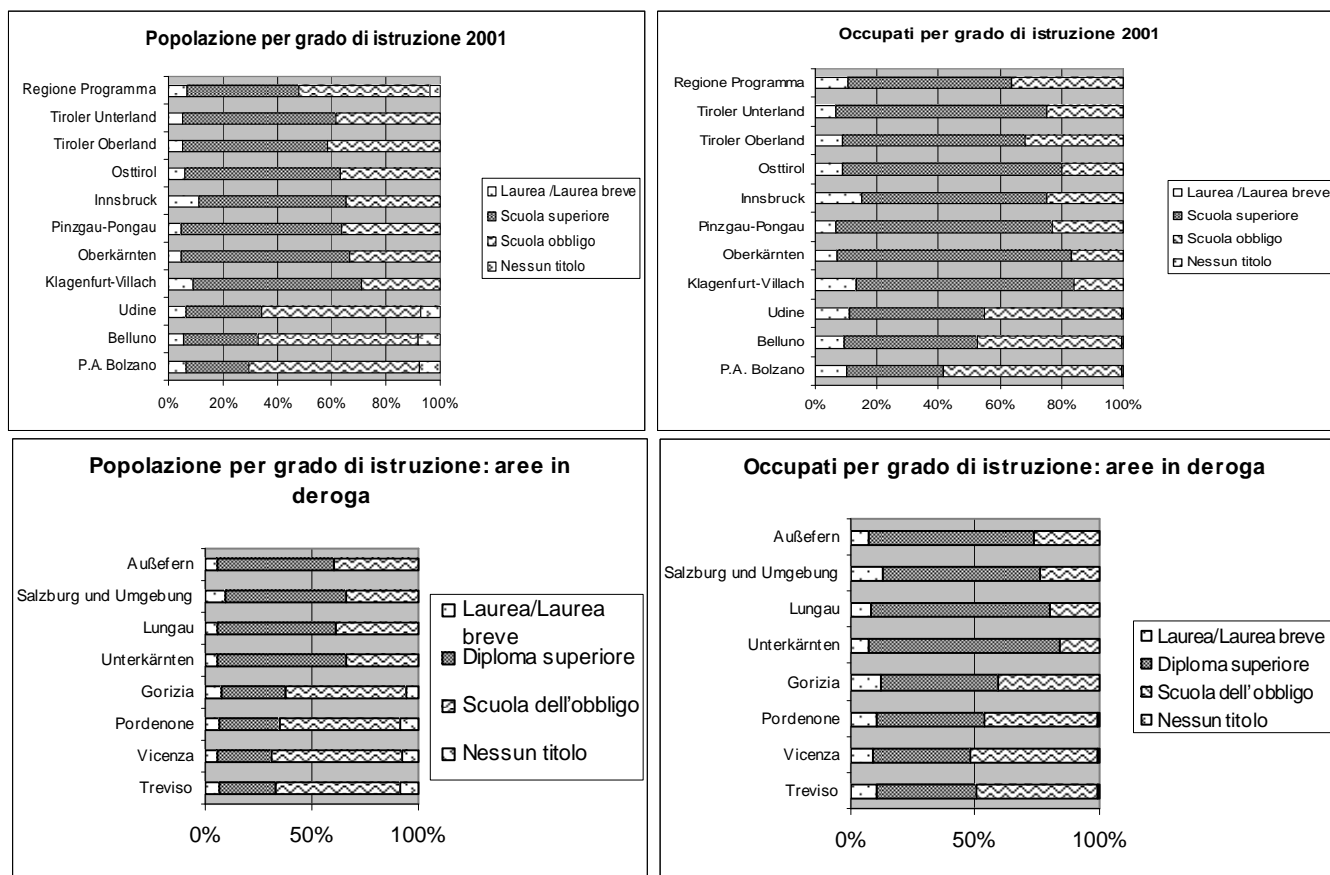 Popolazione per grado di istruzione 2001
Regione Programma
Tiroler Unterland
Tiroler Oberland
Osttirol
Innsbruck
Pinzgau-Pongau
Oberkärnten
Klagenfurt-Villach
Udine
Belluno
P.A. Bolzano
0% 20% 40% 60% 80% 100%
Laurea /Laurea breve
Scuola superiore
Scuola obbligo
Nessun titolo
Occupati per grado di istruzione 2001
Regione Programma
Tiroler Unterland
Tiroler Oberland
Osttirol
Innsbruck
Pinzgau-Pongau
Oberkärnten
Klagenfurt-Villach
Udine
Belluno
P.A. Bolzano
0% 20% 40% 60% 80% 100%
Laurea /Laurea breve
Scuola superiore
Scuola obbligo
Nessun titolo
Popolazione per grado di istruzione: aree in
deroga
Außefern
Salzburg und Umgebung
Lungau
Unterkärnten
Gorizia
Pordenone
Vicenza
Treviso
0% 50% 100%
Laurea/Laurea
breve
Diploma superiore
Scuola dell'obbligo
Nessun titolo
Occupati per grado di istruzione: aree in deroga
Außefern
Salzburg und Umgebung
Lungau
Unterkärnten
Gorizia
Pordenone
Vicenza
Treviso
0% 50% 100%
Laurea/Laurea breve
Diploma superiore
Scuola dell'obbligo
Nessun titolo